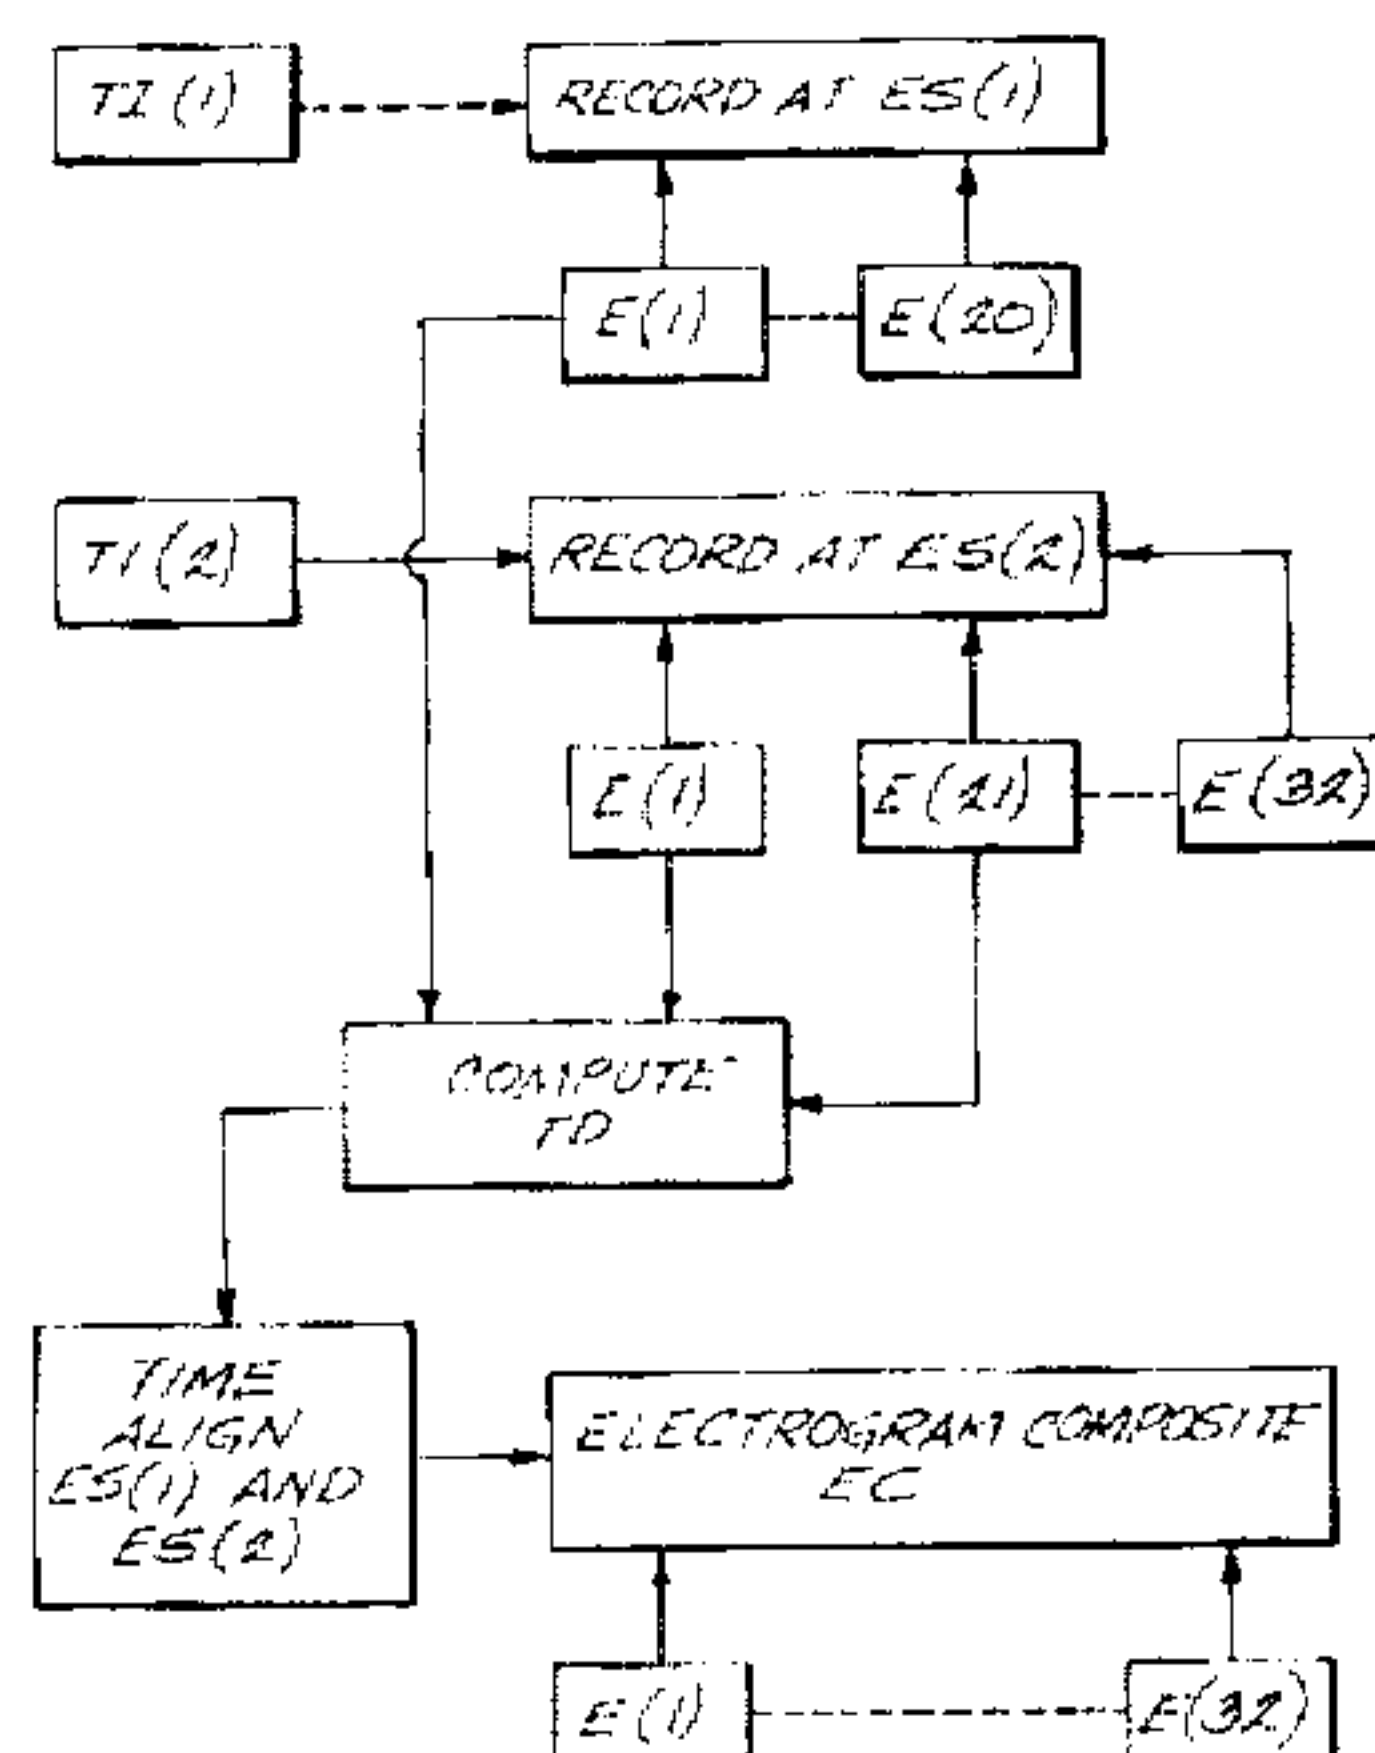 TI (1)
RECORD AT ES(1)
E(1)
E(20)
TI (2)
RECORD AT ES(2)
E(1)
E(21)
E(32)
COMPUTE
TD
TIME
ALIGN
ES(1) AND
ES(2)
ELECTROGRAM COMPOSITE
EC
E(1)
E(32)